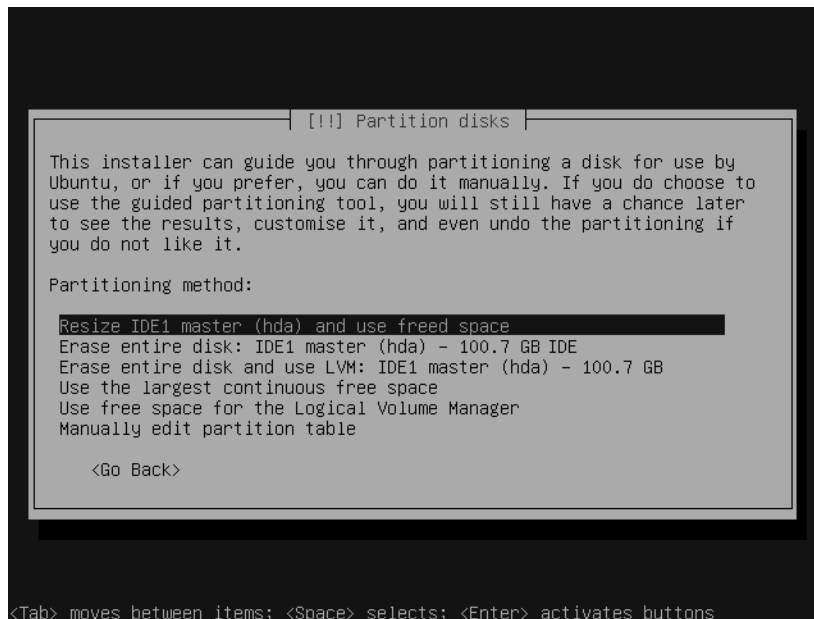 [!!] Partition disks
This installer can guide you through partitioning a disk for use by
Ubuntu, or if you prefer, you can do it manually. If you do choose to
use the guided partitioning tool, you will still have a chance later
to see the results, customise it, and even undo the partitioning if
you do not like it.
Partitioning method:
Resize IDE1 master (hda) and use freed space
Erase entire disk: IDE1 master (hda) – 100.7 GB IDE
Erase entire disk and use LVM: IDE1 master (hda) – 100.7 GB
Use the largest continuous free space
Use free space for the Logical Volume Manager
Manually edit partition table
<Go Back>
<Tab> moves between items; <Space> selects; <Enter> activates buttons